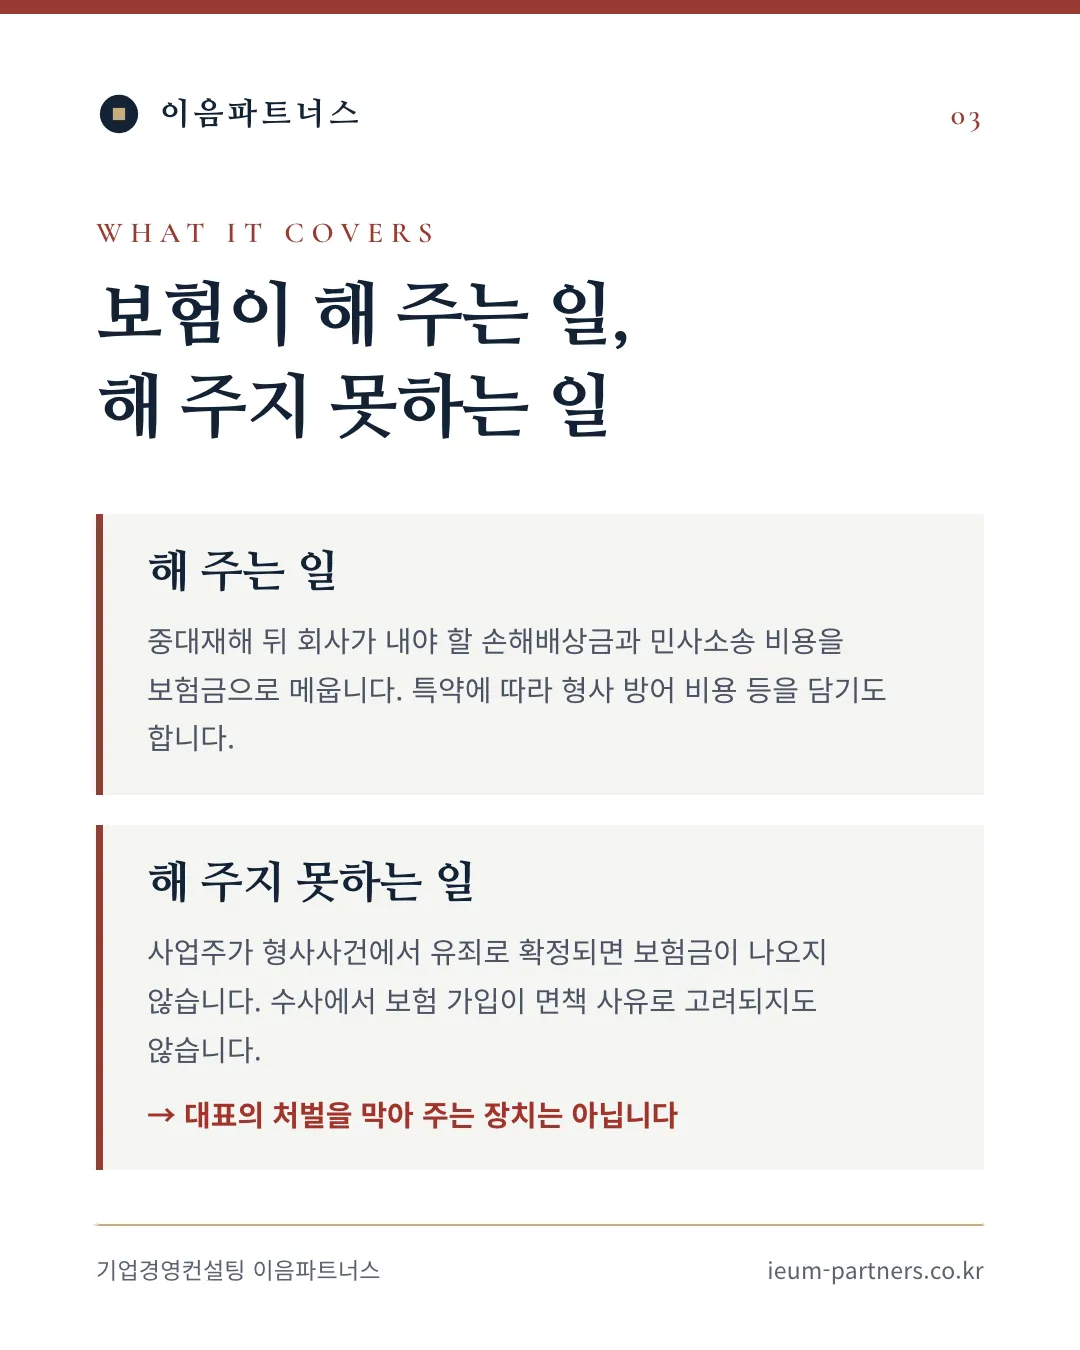 이음파트너스
03
WHAT IT COVERS
보험이 해 주는 일,
해 주지 못하는 일
해 주는 일
중대재해 뒤 회사가 내야 할 손해배상금과 민사소송 비용을
보험금으로 메웁니다. 특약에 따라 형사 방어 비용 등을 담기도
합니다.
해 주지 못하는 일
사업주가 형사사건에서 유죄로 확정되면 보험금이 나오지
않습니다. 수사에서 보험 가입이 면책 사유로 고려되지도
않습니다.
→ 대표의 처벌을 막아 주는 장치는 아닙니다
기업경영컨설팅 이음파트너스
ieum-partners.co.kr